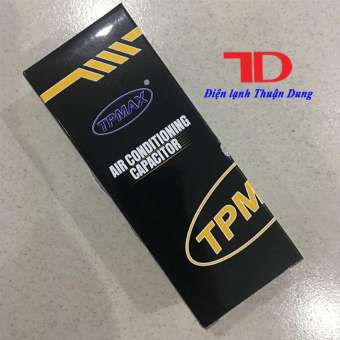 TD
Điện lạnh Thuận Dung
TPMAX®
AIR CONDITIONING
CAPACITOR
TPM